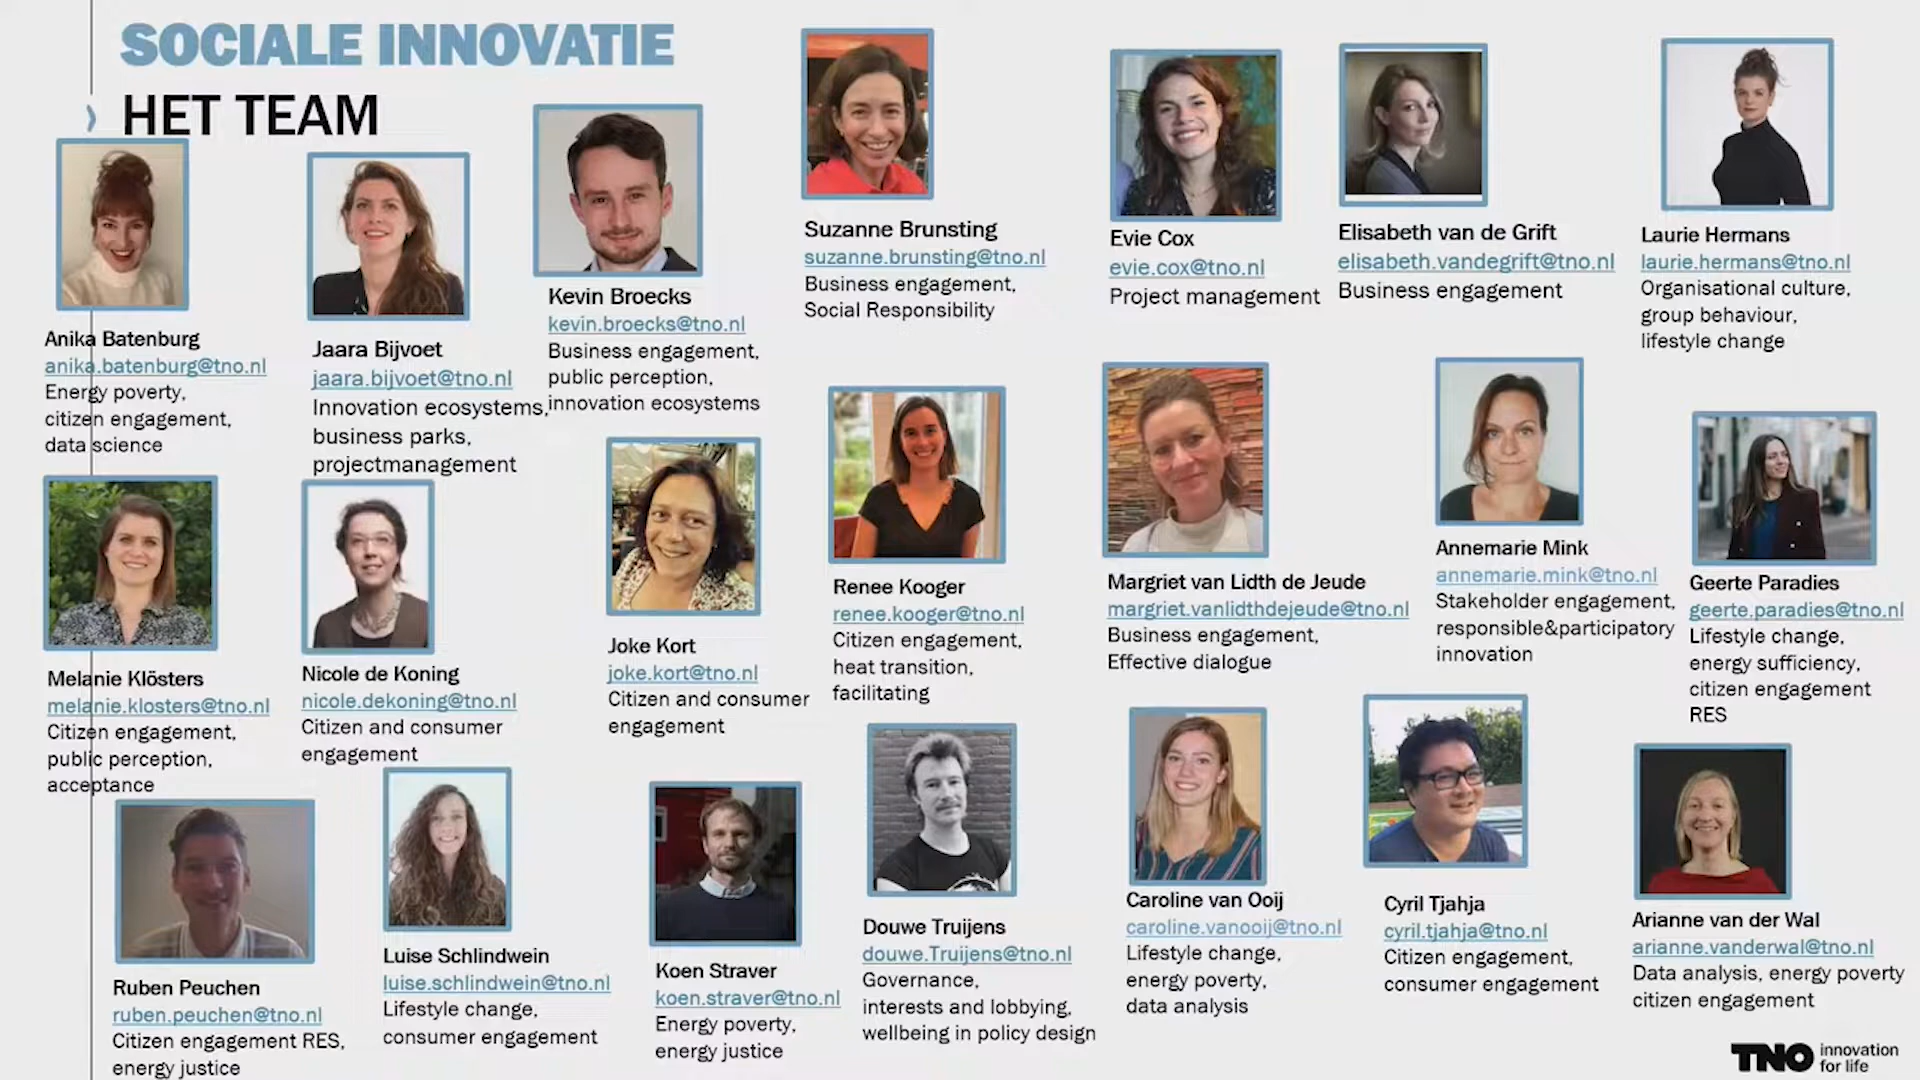 SOCIALE INNOVATIE
HET TEAM
Anika Batenburg
anika.batenburg@tno.nl
Energy poverty,
citizen engagement,
data science
Jaara Bijvoet
jaara.bijvoet@tno.nl
Innovation ecosystems,
business parks,
projectmanagement
Kevin Broecks
kevin.broecks@tno.nl
Business engagement,
public perception,
innovation ecosystems
Suzanne Brunsting
suzanne.brunsting@tno.nl
Business engagement,
Social Responsibility
Evie Cox
evie.cox@tno.nl
Project management
Elisabeth van de Grift
elisabeth.vandegrift@tno.nl
Business engagement
Laurie Hermans
laurie.hermans@tno.nl
Organisational culture,
group behaviour,
lifestyle change
Melanie Klösters
melanie.klosters@tno.nl
Citizen engagement,
public perception,
acceptance
Nicole de Koning
nicole.dekoning@tno.nl
Citizen and consumer
engagement
Joke Kort
joke.kort@tno.nl
Citizen and consumer
engagement
Renee Kooger
renee.kooger@tno.nl
Citizen engagement,
heat transition,
facilitating
Margriet van Lidth de Jeude
margriet.vanlidthdejeude@tno.nl
Business engagement,
Effective dialogue
Annemarie Mink
annemarie.mink@tno.nl
Stakeholder engagement,
responsible&participatory
innovation
Geerte Paradies
geerte.paradies@tno.nl
Lifestyle change,
energy sufficiency,
citizen engagement
RES
Ruben Peuchen
ruben.peuchen@tno.nl
Citizen engagement RES,
energy justice
Luise Schlindwein
luise.schlindwein@tno.nl
Lifestyle change,
consumer engagement
Koen Straver
koen.straver@tno.nl
Energy poverty,
energy justice
Douwe Truijens
douwe.Truijens@tno.nl
Governance,
interests and lobbying,
wellbeing in policy design
Caroline van Ooij
caroline.vanooij@tno.nl
Lifestyle change,
energy poverty,
data analysis
Cyril Tjahja
cyril.tjahja@tno.nl
Citizen engagement,
consumer engagement
Arianne van der Wal
arianne.vanderwal@tno.nl
Data analysis, energy poverty
citizen engagement
TNO innovation
for life